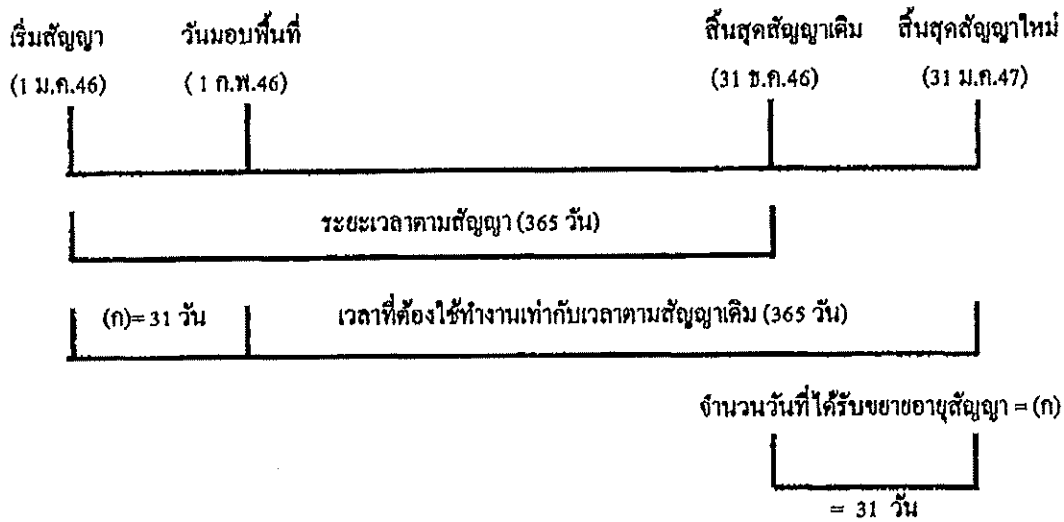 เริ่มสัญญา วันมอบพื้นที่ สิ้นสุดสัญญาเดิม สิ้นสุดสัญญาใหม่
(1 ม.ค.46) ( 1 ก.พ.46) (31 ธ.ค.46) (31 ม.ค.47)
ระยะเวลาตามสัญญา (365 วัน)
(ก)= 31 วัน เวลาที่ต้องใช้ทำงานเท่ากับเวลาตามสัญญาเดิม (365 วัน)
จำนวนวันที่ได้รับขยายอายุสัญญา = (ก)
= 31 วัน